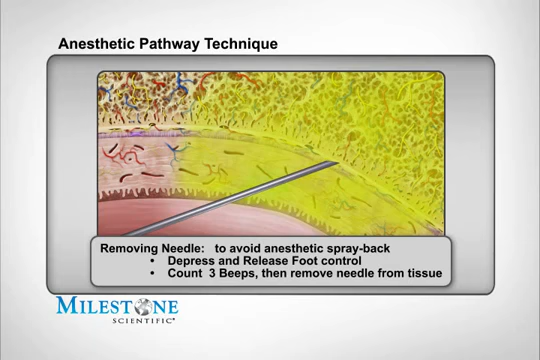 Anesthetic Pathway Technique
Removing Needle: to avoid anesthetic spray-back
• Depress and Release Foot control
• Count 3 Beeps, then remove needle from tissue
MILESTONE
SCIENTIFIC®